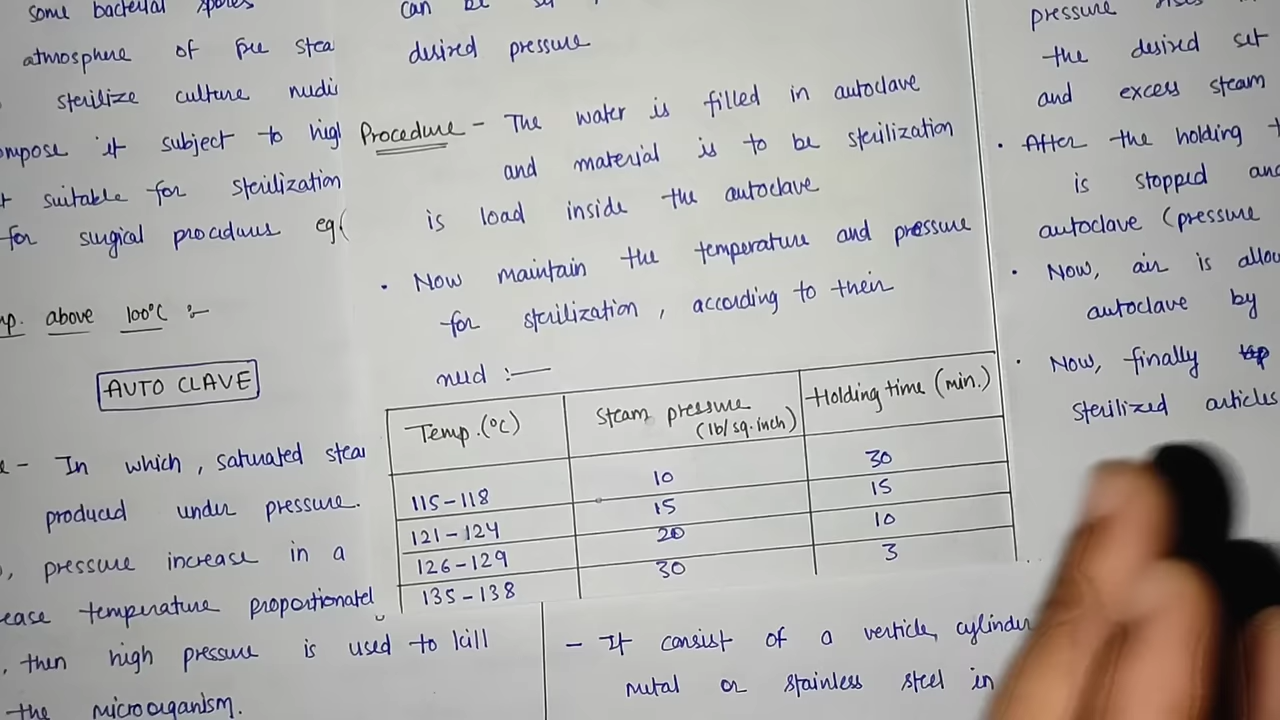 some bacterial spores
atmosphere of free stea
sterilize culture medi
ompose it subject to high
suitable for sterilization
for surgical procedures eg(
mp. above 100°C :-
AUTO CLAVE
e - In which, saturated stea
produced under pressure.
, pressure increase in a
ease temperature proportionatel
, then high pressure is used to kill
the microorganism.
can be set
desired pressure
Procedure - The water is filled in autoclave
and material is to be sterilization
is load inside the autoclave
• Now maintain the temperature and pressure
for sterilization, according to their
need :—
Temp. (°C) Steam pressure (lb/sq.inch) Holding time (min.)
115-118 10 30
121-124 15 15
126-129 20 10
135-138 30 3
- It consist of a verticle, cylinder
metal or stainless steel in
pressure rises
the desired set
and excess steam
• After the holding t
is stopped and
autoclave (pressure
• Now, air is allow
autoclave by
• Now, finally
sterilized articles